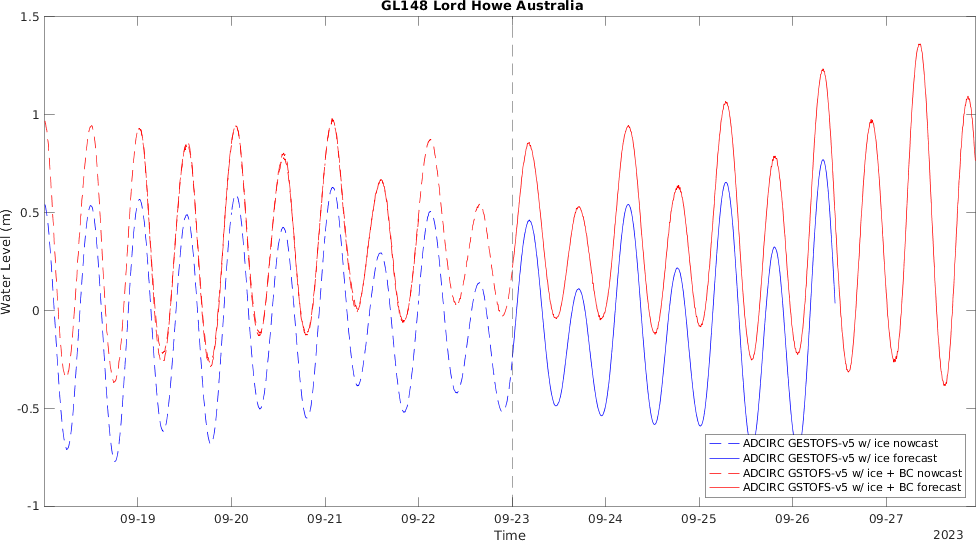 GL148 Lord Howe Australia
1.5
1
0.5
0
-0.5
-1
Water Level (m)
09-19 09-20 09-21 09-22 09-23 09-24 09-25 09-26 09-27
Time
2023
ADCIRC GESTOFS-v5 w/ ice nowcast
ADCIRC GESTOFS-v5 w/ ice forecast
ADCIRC GSTOFS-v5 w/ ice + BC nowcast
ADCIRC GSTOFS-v5 w/ ice + BC forecast